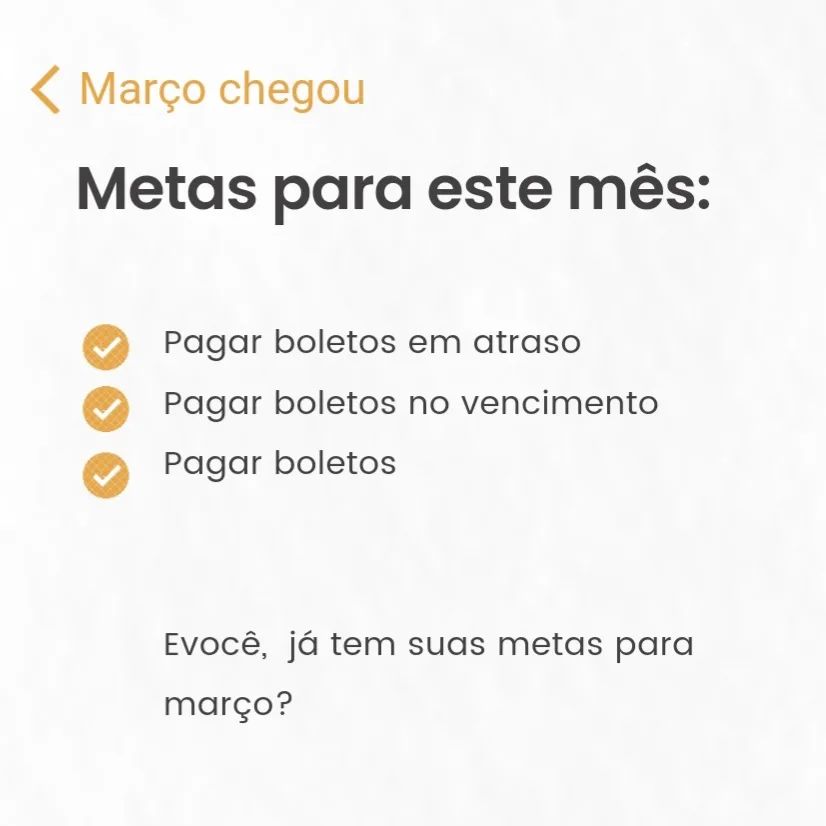 Março chegou
Metas para este mês:
Pagar boletos em atraso
Pagar boletos no vencimento
Pagar boletos
Evocê, já tem suas metas para
março?